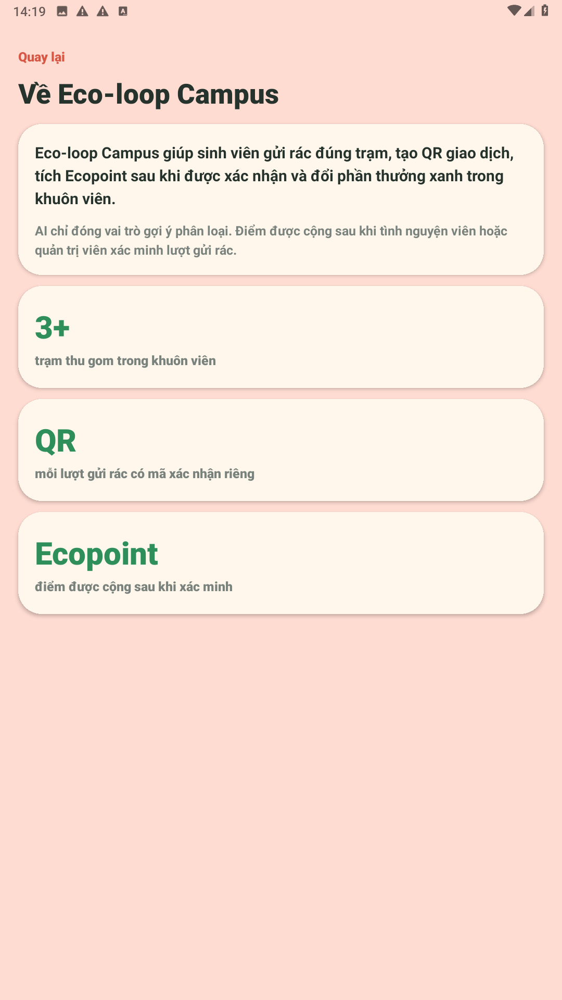 14:19
Quay lại
Về Eco-loop Campus
Eco-loop Campus giúp sinh viên gửi rác đúng trạm, tạo QR giao dịch,
tích Ecopoint sau khi được xác nhận và đổi phần thưởng xanh trong
khuôn viên.
AI chỉ đóng vai trò gợi ý phân loại. Điểm được cộng sau khi tình nguyện viên hoặc
quản trị viên xác minh lượt gửi rác.
3+
trạm thu gom trong khuôn viên
QR
mỗi lượt gửi rác có mã xác nhận riêng
Ecopoint
điểm được cộng sau khi xác minh